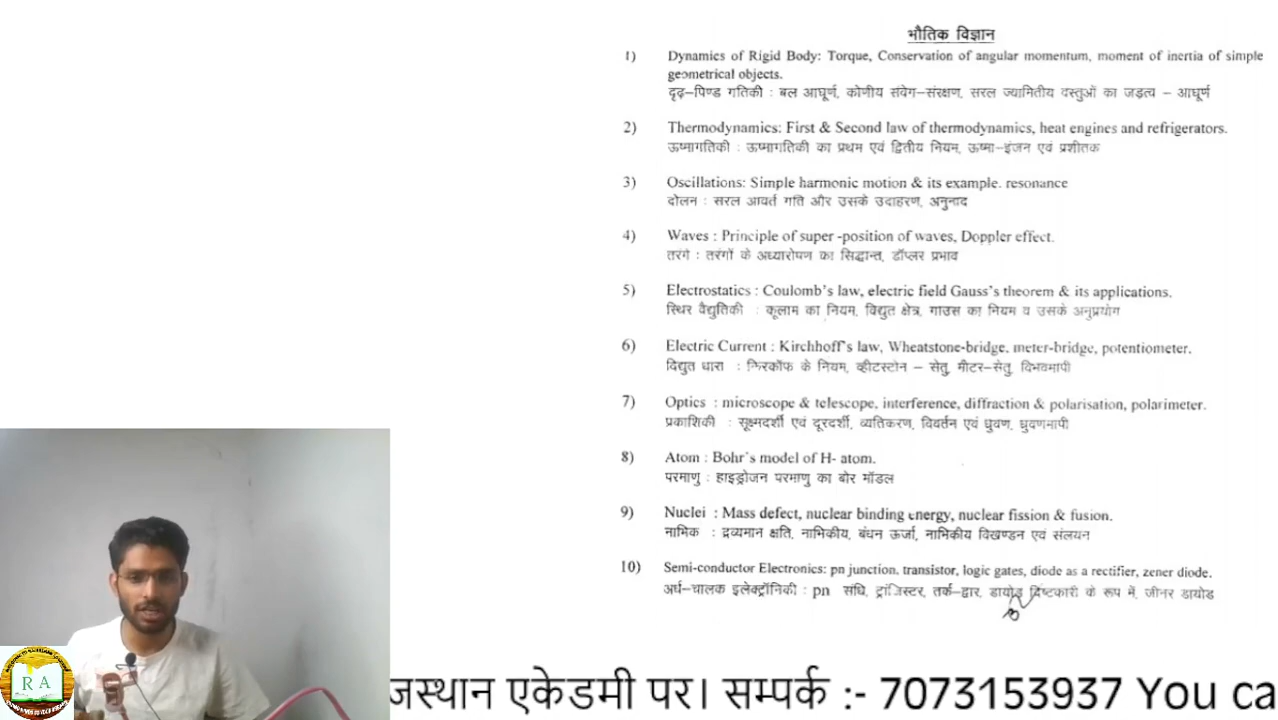 भौतिक विज्ञान
1) Dynamics of Rigid Body: Torque, Conservation of angular momentum, moment of inertia of simple
geometrical objects.
दृढ़–पिण्ड गतिकी : बल आघूर्ण, कोणीय संवेग–संरक्षण, सरल ज्यामितीय वस्तुओं का जड़त्व – आघूर्ण
2) Thermodynamics: First & Second law of thermodynamics, heat engines and refrigerators.
ऊष्मागतिकी : ऊष्मागतिकी का प्रथम एवं द्वितीय नियम, ऊष्मा–इंजन एवं प्रशीतक
3) Oscillations: Simple harmonic motion & its example. resonance
दोलन : सरल आवर्त गति और उसके उदाहरण, अनुनाद
4) Waves : Principle of super -position of waves, Doppler effect.
तरंगे : तरंगों के अध्यारोपण का सिद्धान्त, डॉप्लर प्रभाव
5) Electrostatics : Coulomb's law, electric field Gauss's theorem & its applications.
स्थिर वैद्युतिकी : कूलाम का नियम, विद्युत क्षेत्र, गाउस का नियम व उसके अनुप्रयोग
6) Electric Current : Kirchhoff's law, Wheatstone-bridge, meter-bridge, potentiometer.
विद्युत धारा : किरकॉफ के नियम, व्हीटस्टोन – सेतु, मीटर–सेतु, विभवमापी
7) Optics : microscope & telescope, interference, diffraction & polarisation, polarimeter.
प्रकाशिकी : सूक्ष्मदर्शी एवं दूरदर्शी, व्यतिकरण, विवर्तन एवं ध्रुवण, ध्रुवणमापी
8) Atom : Bohr's model of H- atom.
परमाणु : हाइड्रोजन परमाणु का बोर मॉडल
9) Nuclei : Mass defect, nuclear binding energy, nuclear fission & fusion.
नाभिक : द्रव्यमान क्षति, नाभिकीय, बंधन ऊर्जा, नाभिकीय विखण्डन एवं संलयन
10) Semi-conductor Electronics: pn junction, transistor, logic gates, diode as a rectifier, zener diode.
अर्ध–चालक इलेक्ट्रॉनिकी : pn संधि, ट्रांजिस्टर, तर्क–द्वार, डायोड दिष्टकारी के रूप में, जीनर डायोड
R A
जस्थान एकेडमी पर। सम्पर्क :- 7073153937 You ca